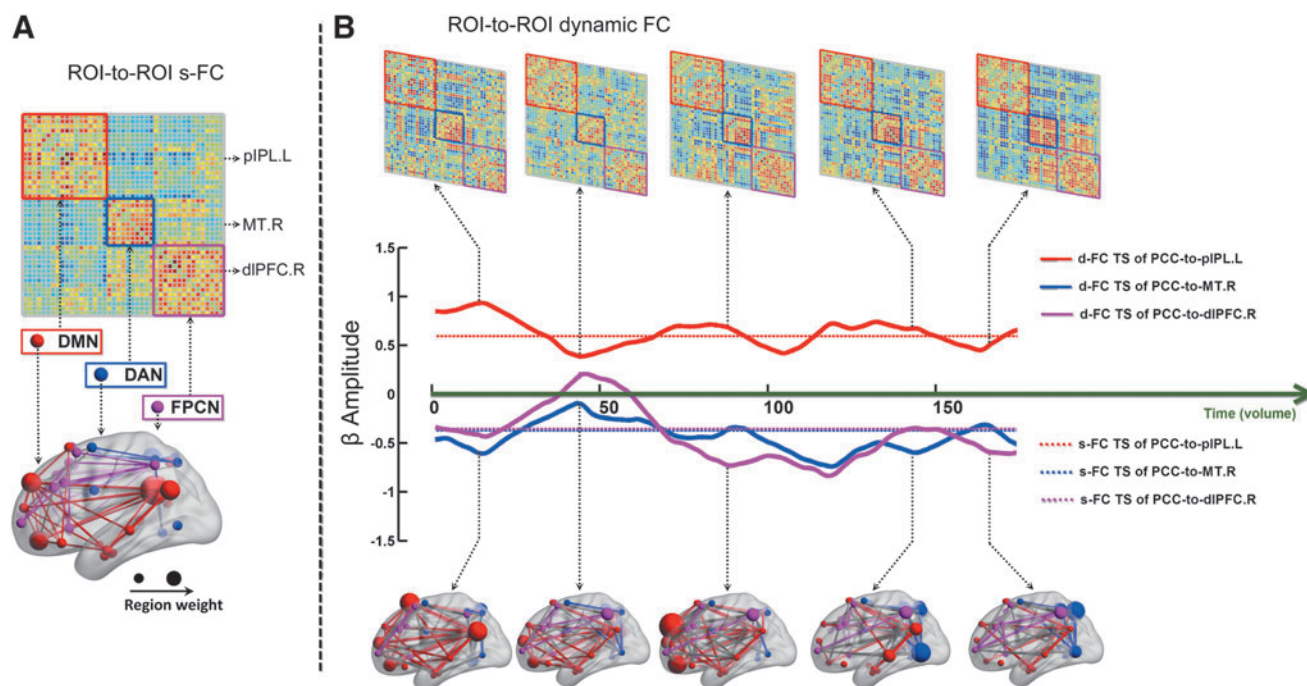 A
ROI-to-ROI s-FC
pIPL.L
MT.R
dlPFC.R
DMN
DAN
FPCN
Region weight
B
ROI-to-ROI dynamic FC
β Amplitude
1.5
1
0.5
0
-0.5
-1
-1.5
0
50
100
150
Time (volume)
d-FC TS of PCC-to-pIPL.L
d-FC TS of PCC-to-MT.R
d-FC TS of PCC-to-dlPFC.R
s-FC TS of PCC-to-pIPL.L
s-FC TS of PCC-to-MT.R
s-FC TS of PCC-to-dlPFC.R